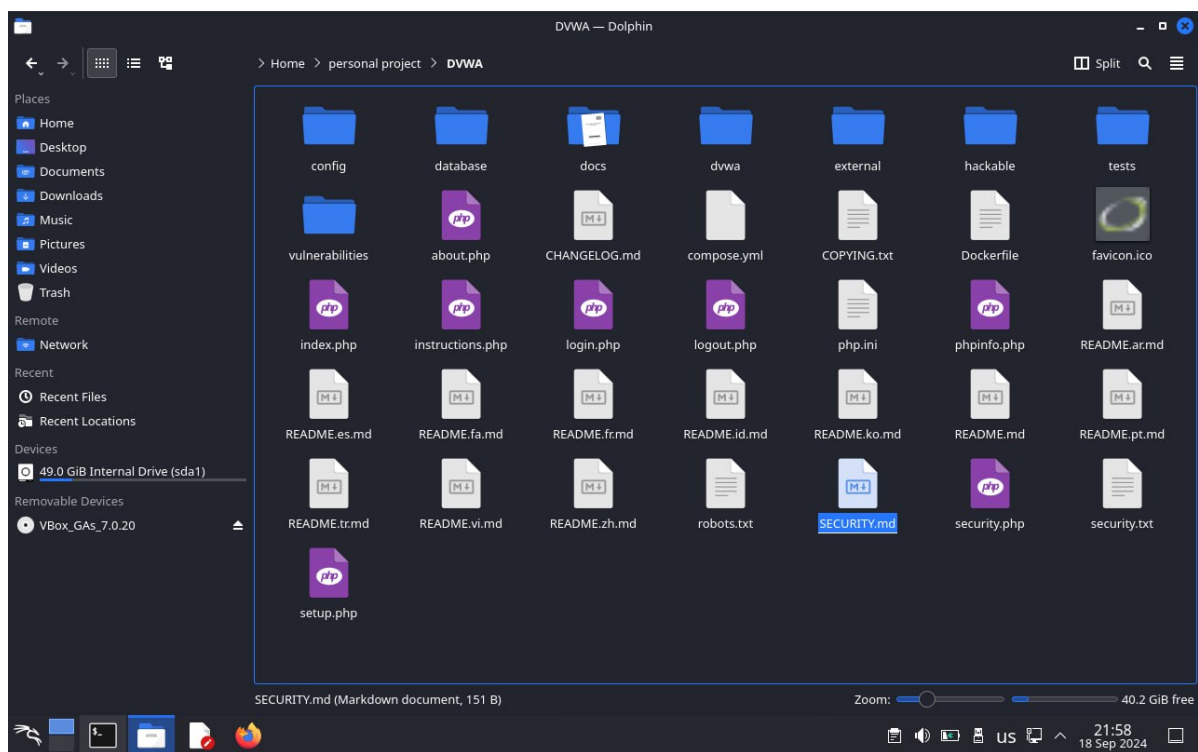 DVWA — Dolphin
> Home > personal project > DVWA
Split
Places
Home
Desktop
Documents
Downloads
Music
Pictures
Videos
Trash
Remote
Network
Recent
Recent Files
Recent Locations
Devices
49.0 GiB Internal Drive (sda1)
Removable Devices
VBox_GAs_7.0.20
config database docs dvwa external hackable tests
vulnerabilities about.php CHANGELOG.md compose.yml COPYING.txt Dockerfile favicon.ico
index.php instructions.php login.php logout.php php.ini phpinfo.php README.ar.md
README.es.md README.fa.md README.fr.md README.id.md README.ko.md README.md README.pt.md
README.tr.md README.vi.md README.zh.md robots.txt SECURITY.md security.php security.txt
setup.php
SECURITY.md (Markdown document, 151 B)
Zoom:
40.2 GiB free
us
21:58
18 Sep 2024